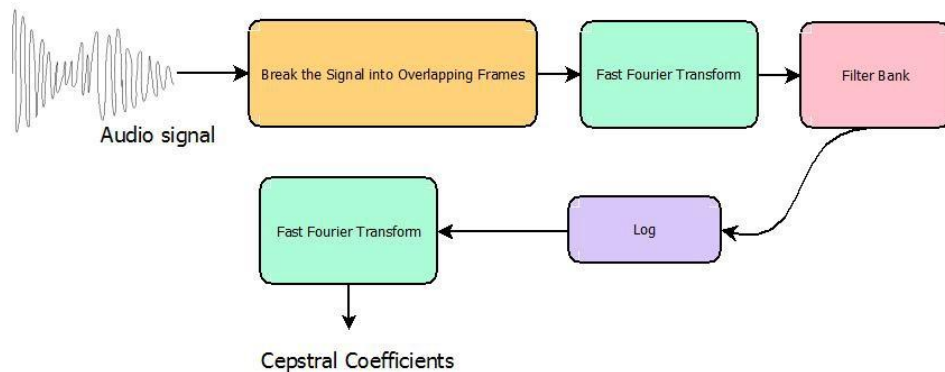 Audio signal
Break the Signal into Overlapping Frames
Fast Fourier Transform
Filter Bank
Log
Fast Fourier Transform
Cepstral Coefficients